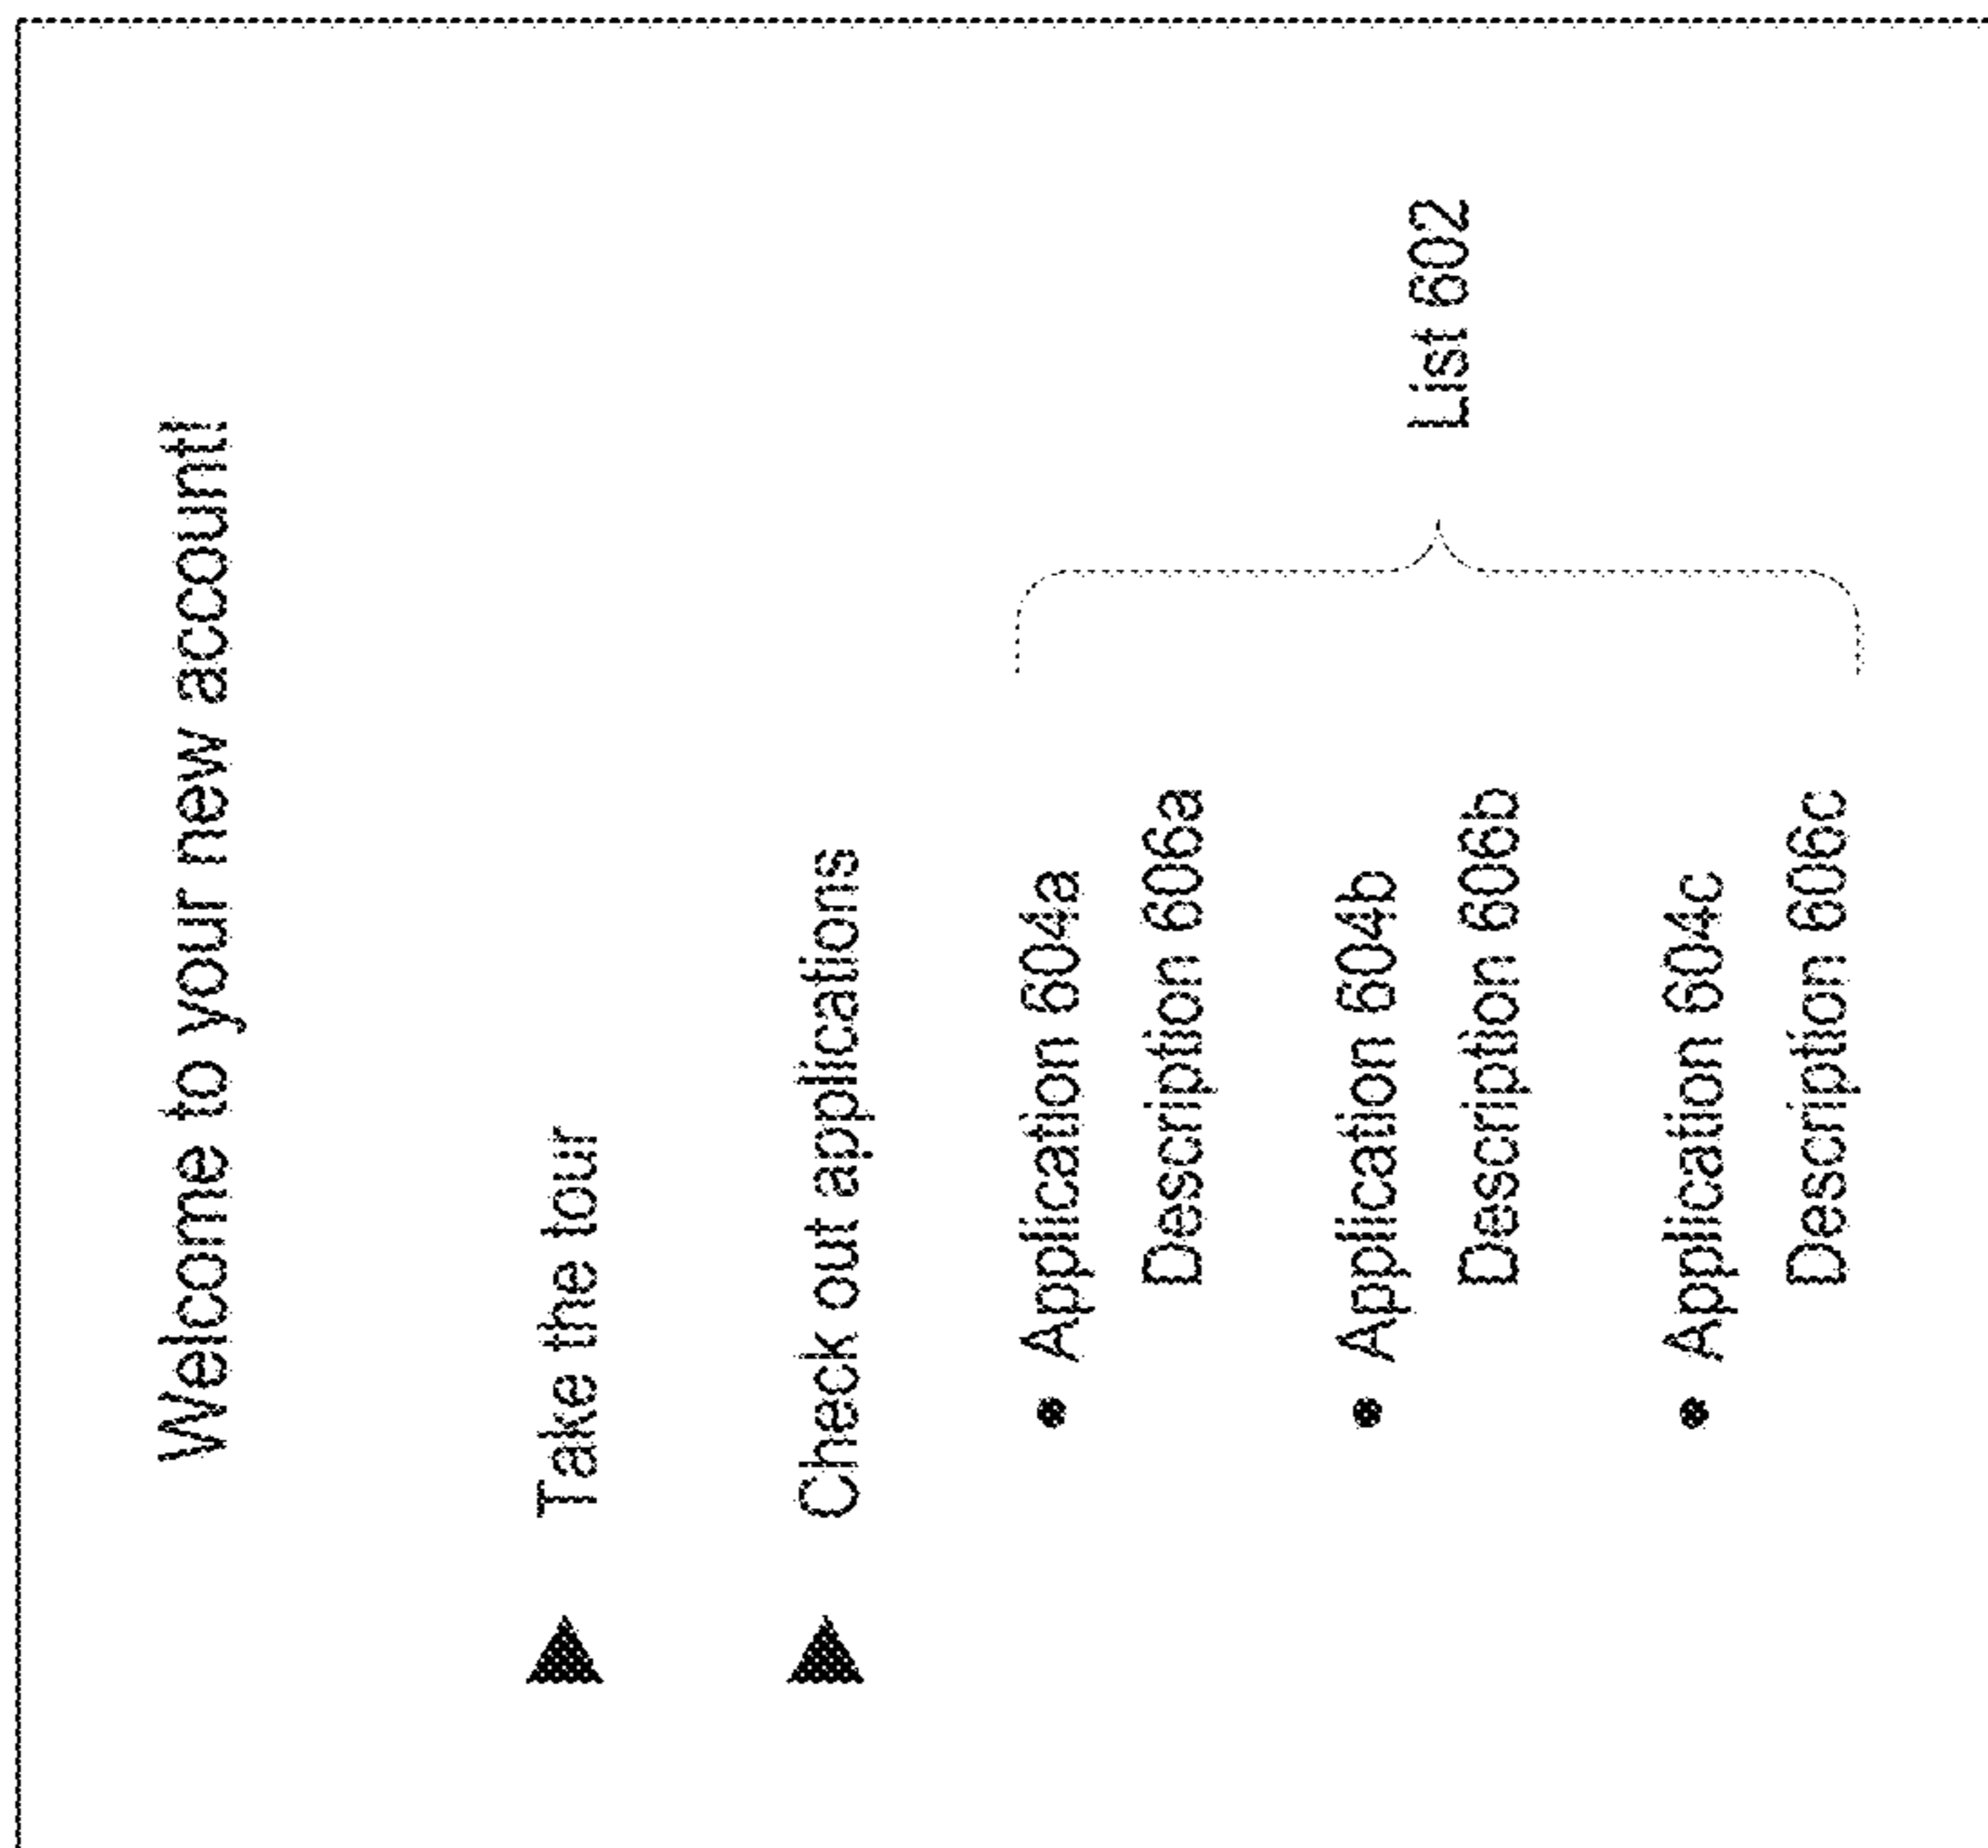 Welcome to your new account!
Take the tour
Check out applications
• Application 604a
Description 606a
• Application 604b
Description 606b
• Application 604c
Description 606c
List 602